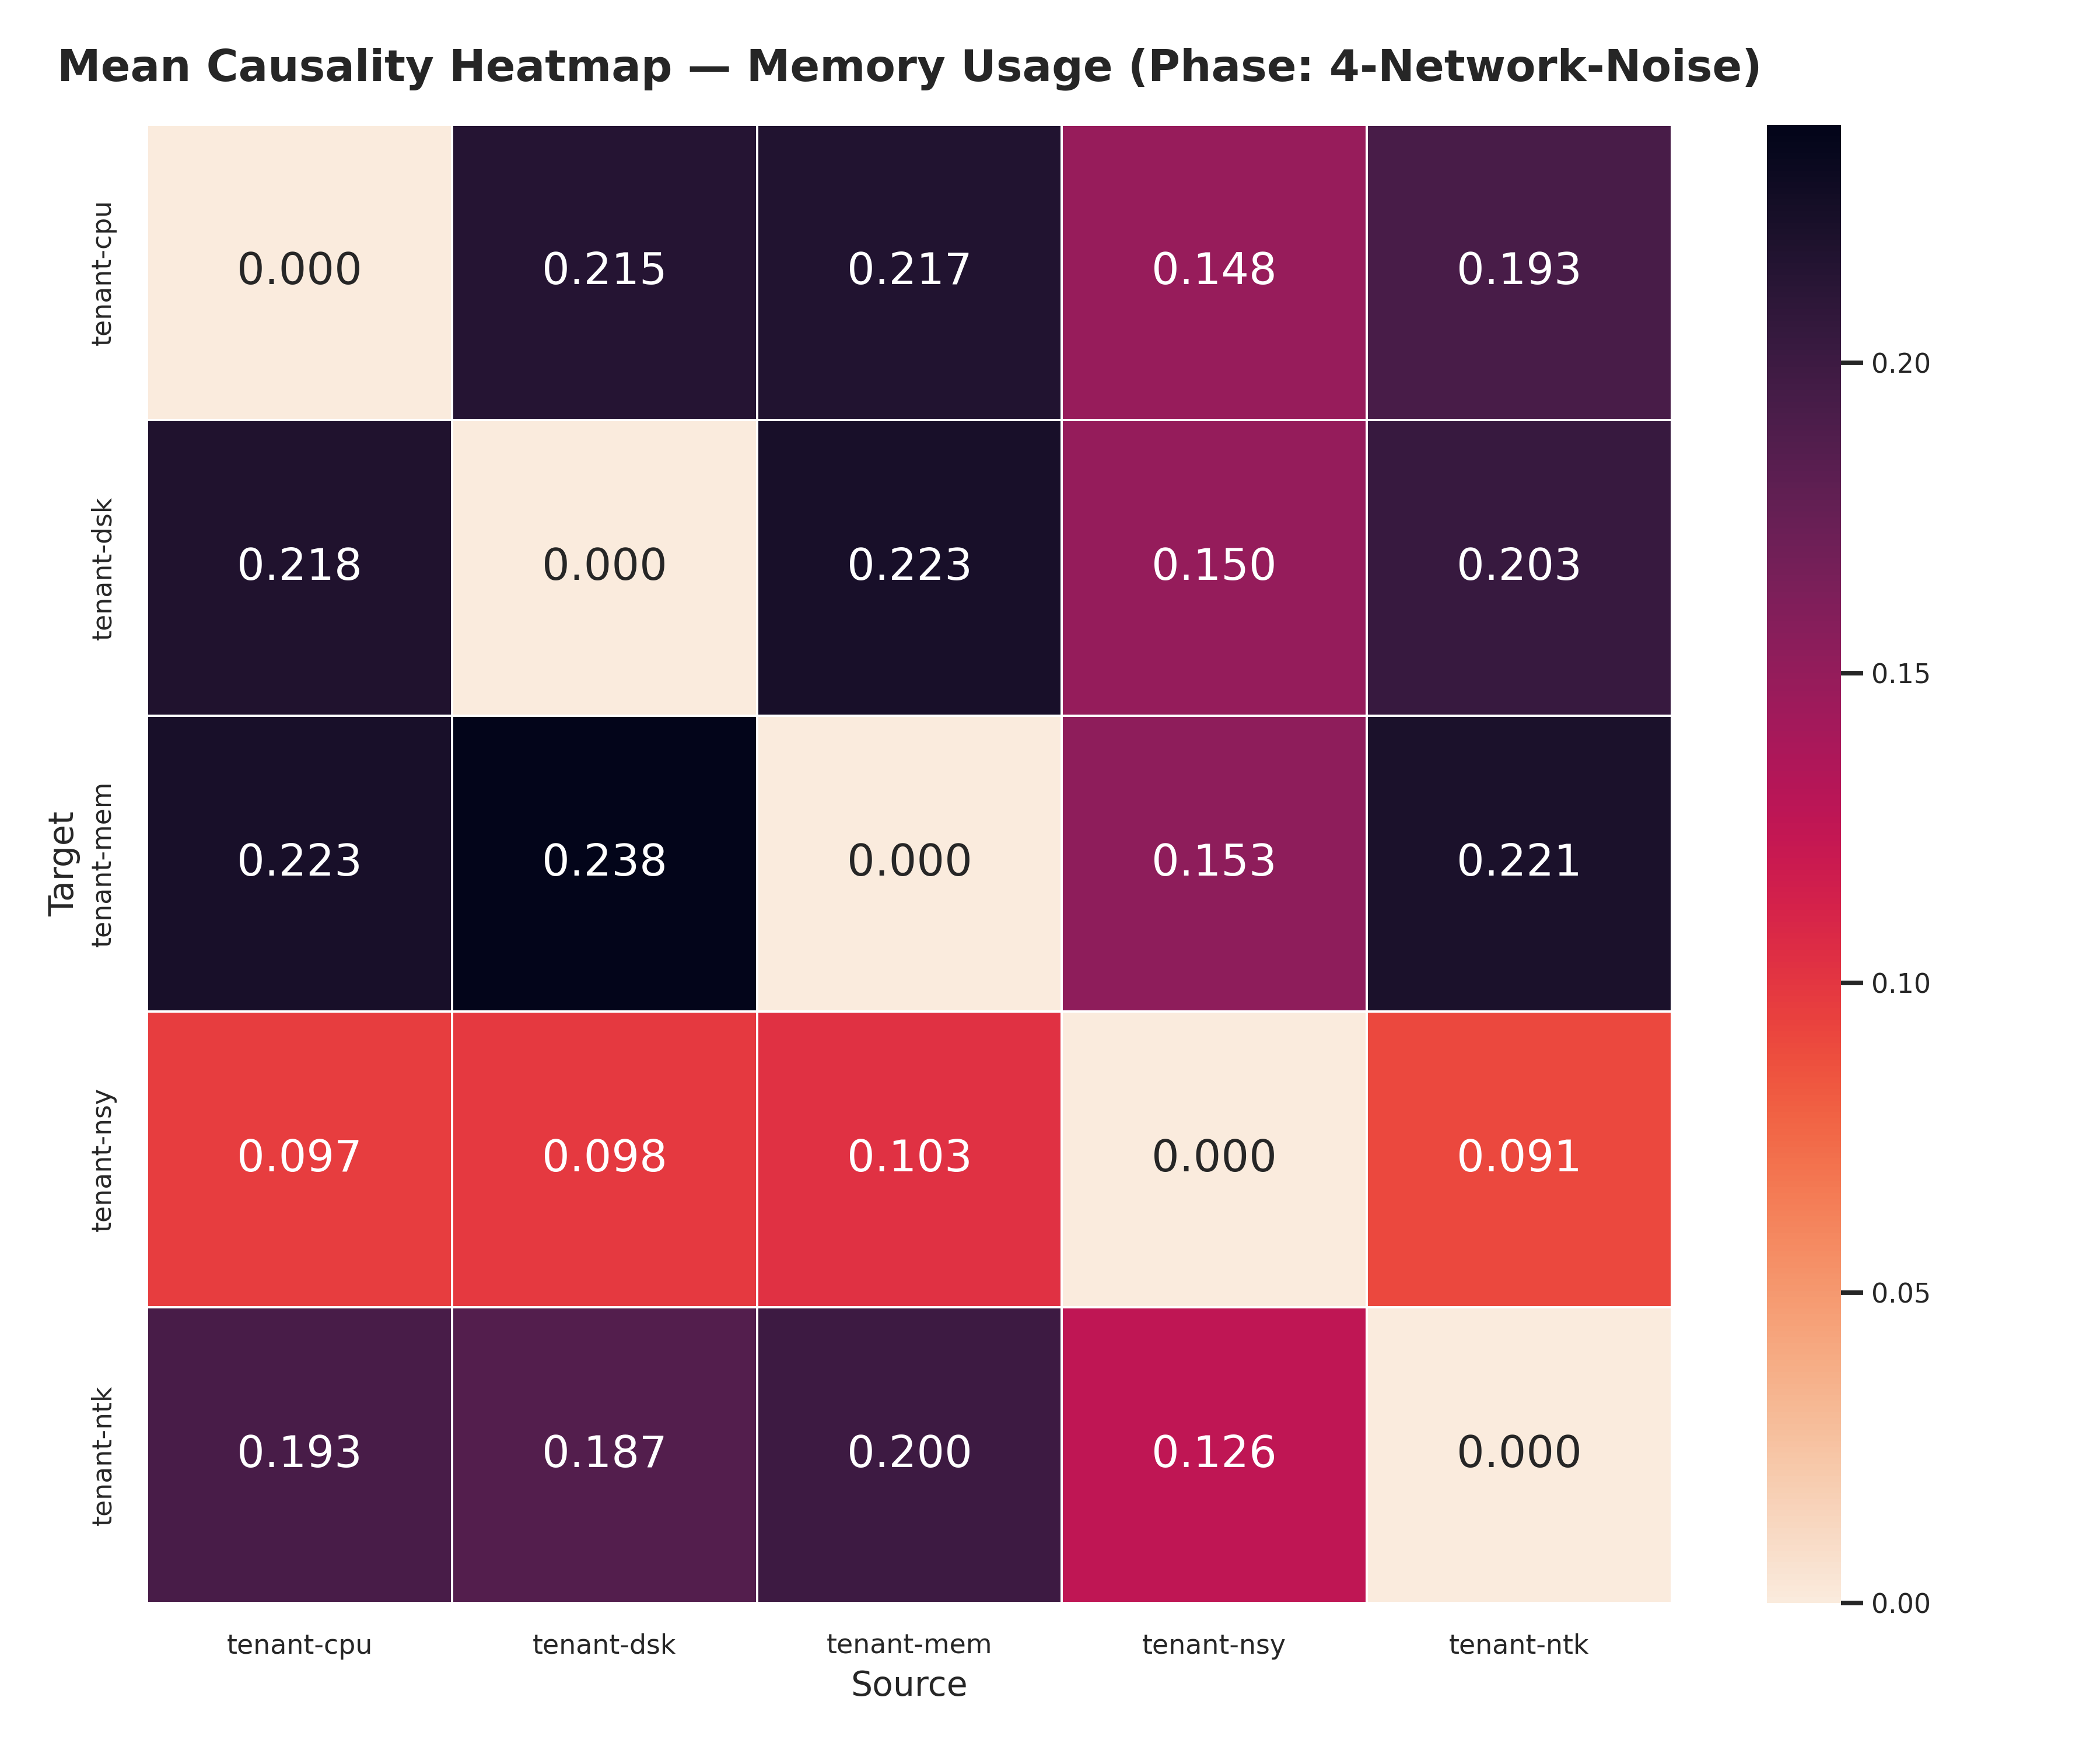 Mean Causality Heatmap — Memory Usage (Phase: 4-Network-Noise)
tenant-cpu
0.000 0.215 0.217 0.148 0.193
tenant-dsk
0.218 0.000 0.223 0.150 0.203
Target
tenant-mem
0.223 0.238 0.000 0.153 0.221
tenant-nsy
0.097 0.098 0.103 0.000 0.091
tenant-ntk
0.193 0.187 0.200 0.126 0.000
tenant-cpu tenant-dsk tenant-mem tenant-nsy tenant-ntk
Source
0.20
0.15
0.10
0.05
0.00